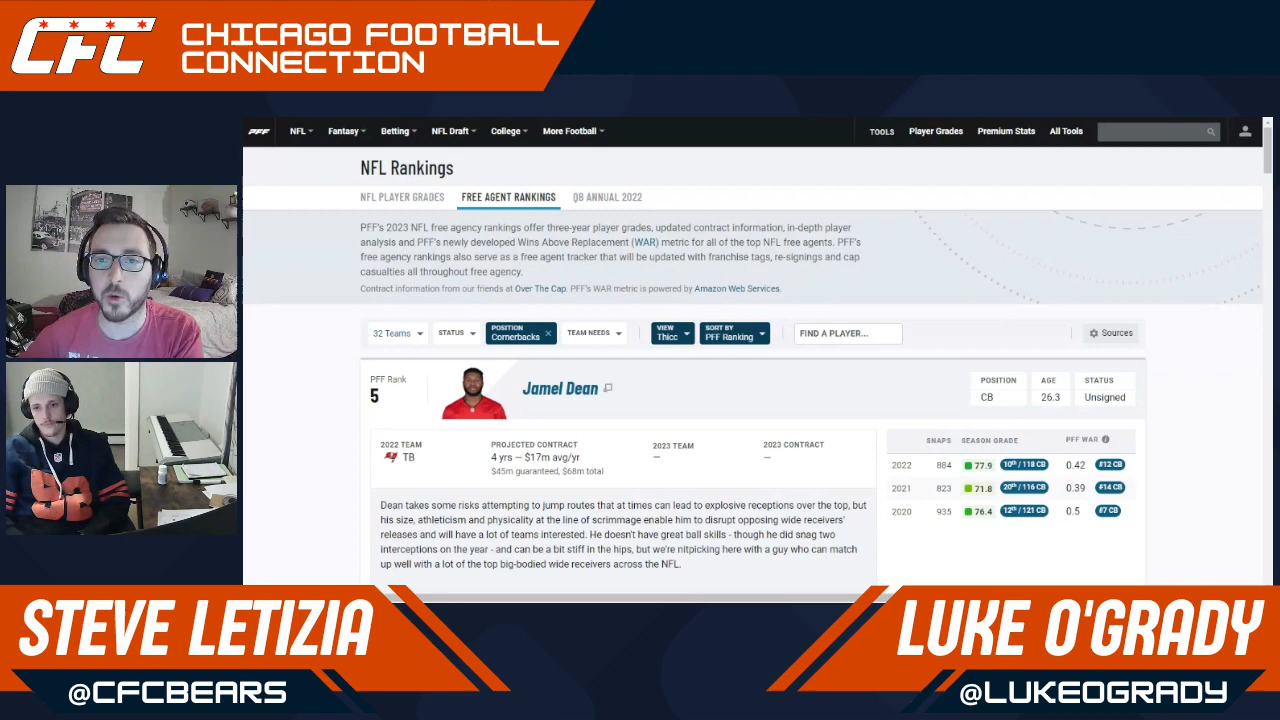 CFC
CHICAGO FOOTBALL
CONNECTION
PFF
NFL
Fantasy
Betting
NFL Draft
College
More Football
TOOLS
Player Grades
Premium Stats
All Tools
NFL Rankings
NFL PLAYER GRADES
FREE AGENT RANKINGS
QB ANNUAL 2022
PFF's 2023 NFL free agency rankings offer three-year player grades, updated contract information, in-depth player
analysis and PFF's newly developed Wins Above Replacement (WAR) metric for all of the top NFL free agents. PFF's
free agency rankings also serve as a free agent tracker that will be updated with franchise tags, re-signings and cap
casualties all throughout free agency.
Contract information from our friends at Over The Cap. PFF's WAR metric is powered by Amazon Web Services.
32 Teams
STATUS
POSITION
Cornerbacks
TEAM NEEDS
VIEW
Thicc
SORT BY
PFF Ranking
FIND A PLAYER...
Sources
PFF Rank
5
Jamel Dean
POSITION
CB
AGE
26.3
STATUS
Unsigned
2022 TEAM
TB
PROJECTED CONTRACT
4 yrs – $17m avg/yr
$45m guaranteed, $68m total
2023 TEAM
–
2023 CONTRACT
–
SNAPS SEASON GRADE PFF WAR
2022 884 77.9 10th / 118 CB 0.42 #12 CB
2021 823 71.8 20th / 116 CB 0.39 #14 CB
2020 935 76.4 12th / 121 CB 0.5 #7 CB
Dean takes some risks attempting to jump routes that at times can lead to explosive receptions over the top, but
his size, athleticism and physicality at the line of scrimmage enable him to disrupt opposing wide receivers'
releases and will have a lot of teams interested. He doesn't have great ball skills - though he did snag two
interceptions on the year - and can be a bit stiff in the hips, but we're nitpicking here with a guy who can match
up well with a lot of the top big-bodied wide receivers across the NFL.
STEVE LETIZIA
@CFCBEARS
LUKE O'GRADY
@LUKEOGRADY